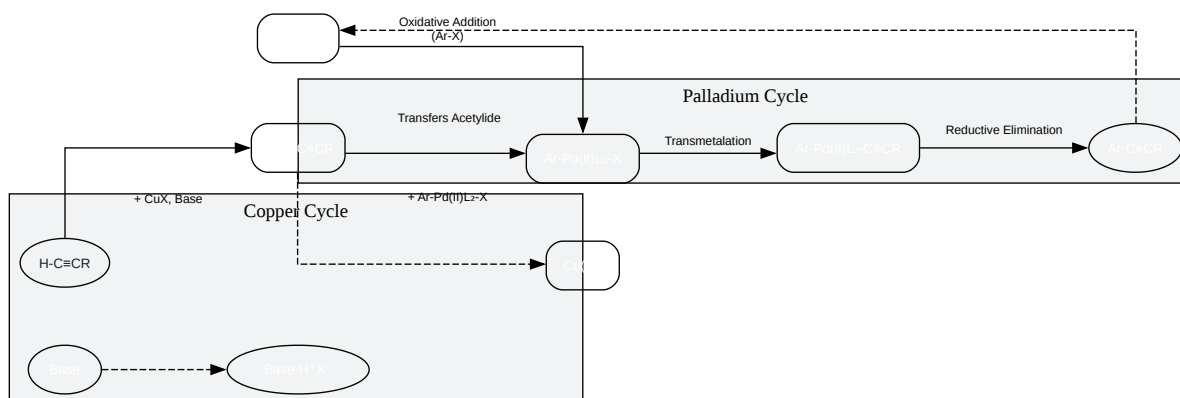 Oxidative Addition
(Ar-X)
Palladium Cycle
Transfers Acetylide
Transmetalation
Reductive Elimination
C≡CR
Ar-Pd(II)L₂-X
Ar-Pd(II)L₂-C≡CR
Ar-C≡CR
+ CuX, Base
+ Ar-Pd(II)L₂-X
Copper Cycle
H-C≡CR
Base
Base-H⁺X⁻